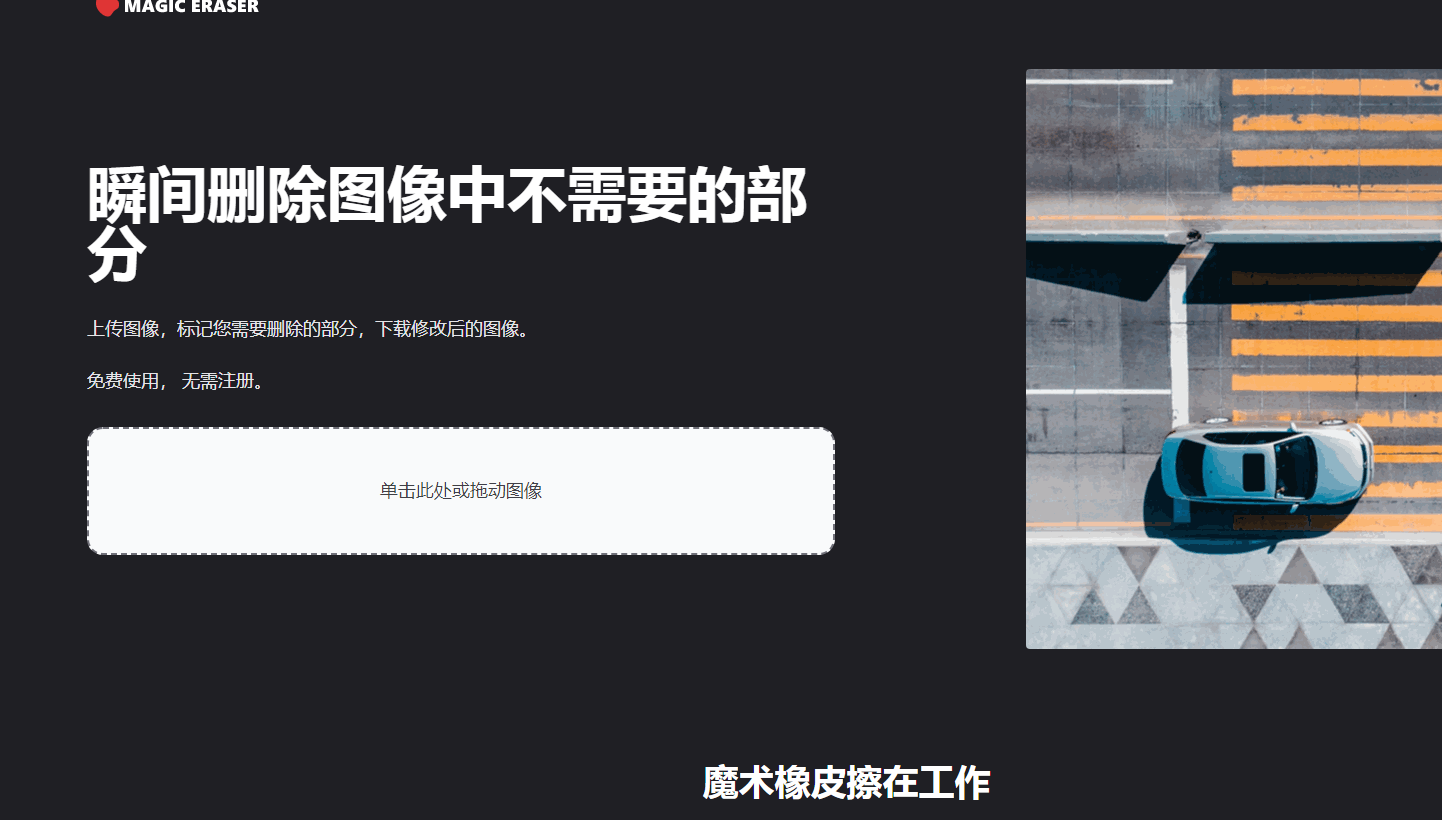 MAGIC ERASER
瞬间删除图像中不需要的部
分
上传图像，标记您需要删除的部分，下载修改后的图像。
免费使用， 无需注册。
单击此处或拖动图像
魔术橡皮擦在工作